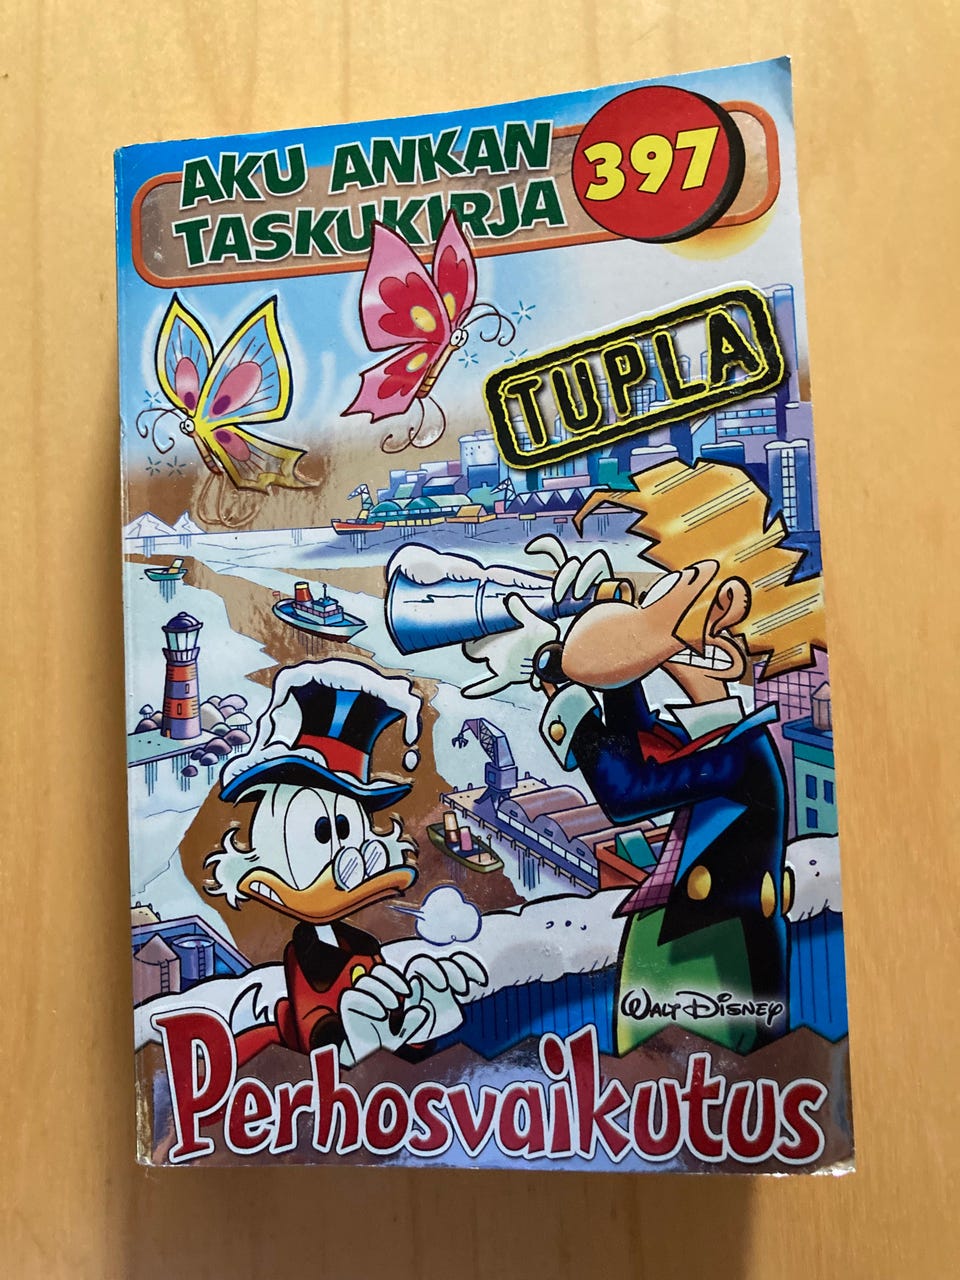 AKU ANKAN
TASKUKIRJA
397
TUPLA
WALT DISNEY
Perhosvaikutus